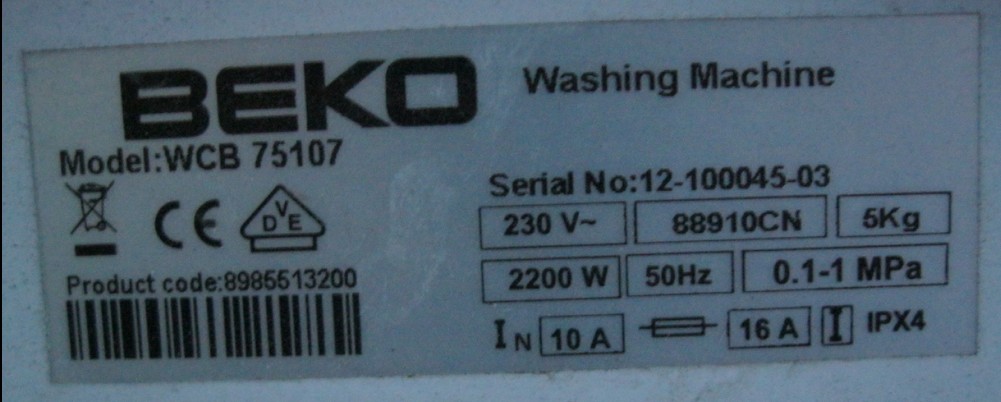 BEKO Washing Machine
Model:WCB 75107
Serial No:12-100045-03
DVE
230 V~ 88910CN 5Kg
2200 W 50Hz 0.1-1 MPa
Product code:8985513200
IN 10 A 16 A I IPX4